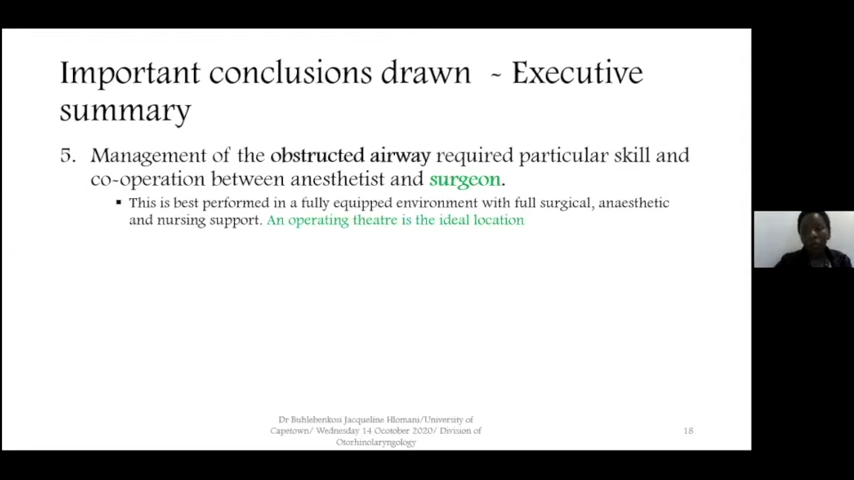 Important conclusions drawn - Executive
summary
5. Management of the obstructed airway required particular skill and
co-operation between anesthetist and surgeon.
▪ This is best performed in a fully equipped environment with full surgical, anaesthetic
and nursing support. An operating theatre is the ideal location
Dr Buhlebenkosi Jacqueline Hlomani/University of
Capetown/ Wednesday 14 Ocotober 2020/ Division of
Otorhinolaryngology
18